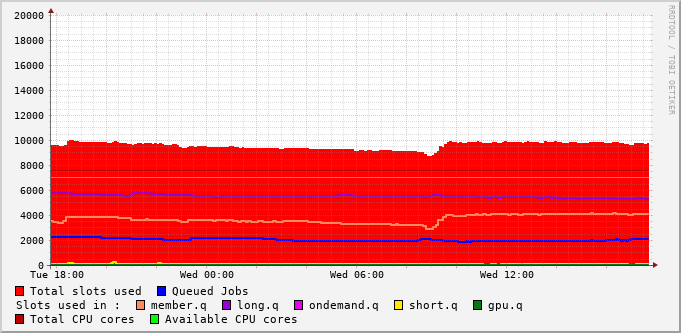 RRDTOOL / TOBI OETIKER
20000
18000
16000
14000
12000
10000
8000
6000
4000
2000
0
Tue 18:00 Wed 00:00 Wed 06:00 Wed 12:00
Total slots used Queued Jobs
Slots used in : member.q long.q ondemand.q short.q gpu.q
Total CPU cores Available CPU cores